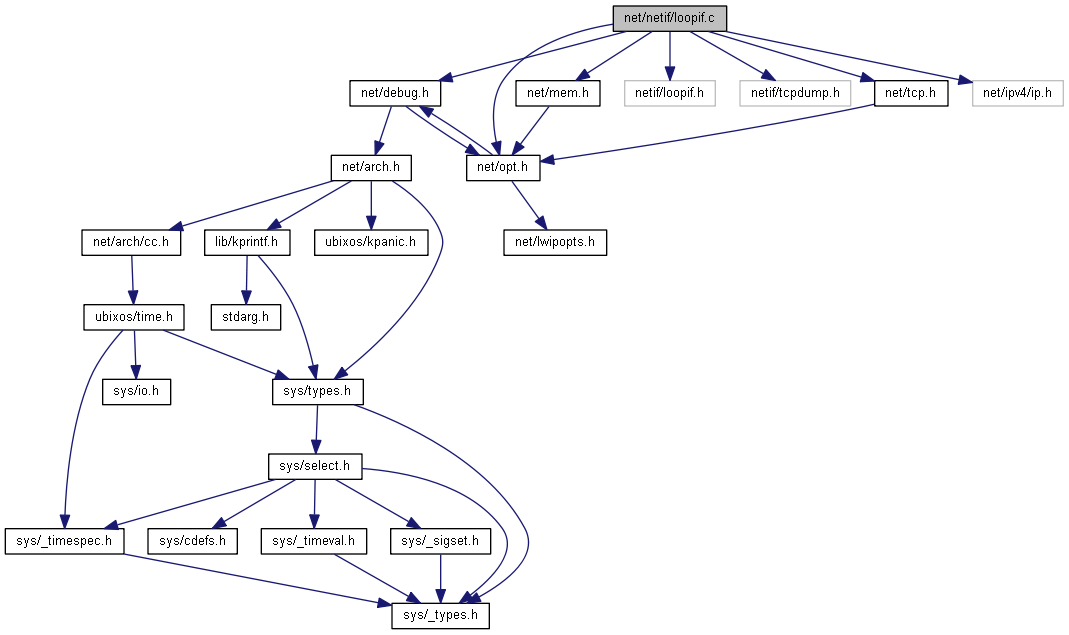 net/netif/loopif.c
net/debug.h
net/mem.h
netif/loopif.h
netif/tcpdump.h
net/tcp.h
net/ipv4/ip.h
net/arch.h
net/opt.h
net/arch/cc.h
lib/kprintf.h
ubixos/kpanic.h
net/lwipopts.h
ubixos/time.h
stdarg.h
sys/io.h
sys/types.h
sys/select.h
sys/_timespec.h
sys/cdefs.h
sys/_timeval.h
sys/_sigset.h
sys/_types.h